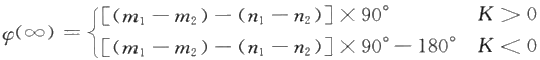 φ(∞) = { [(m₁ − m₂) − (n₁ − n₂)] × 90° K > 0
[(m₁ − m₂) − (n₁ − n₂)] × 90° − 180° K < 0